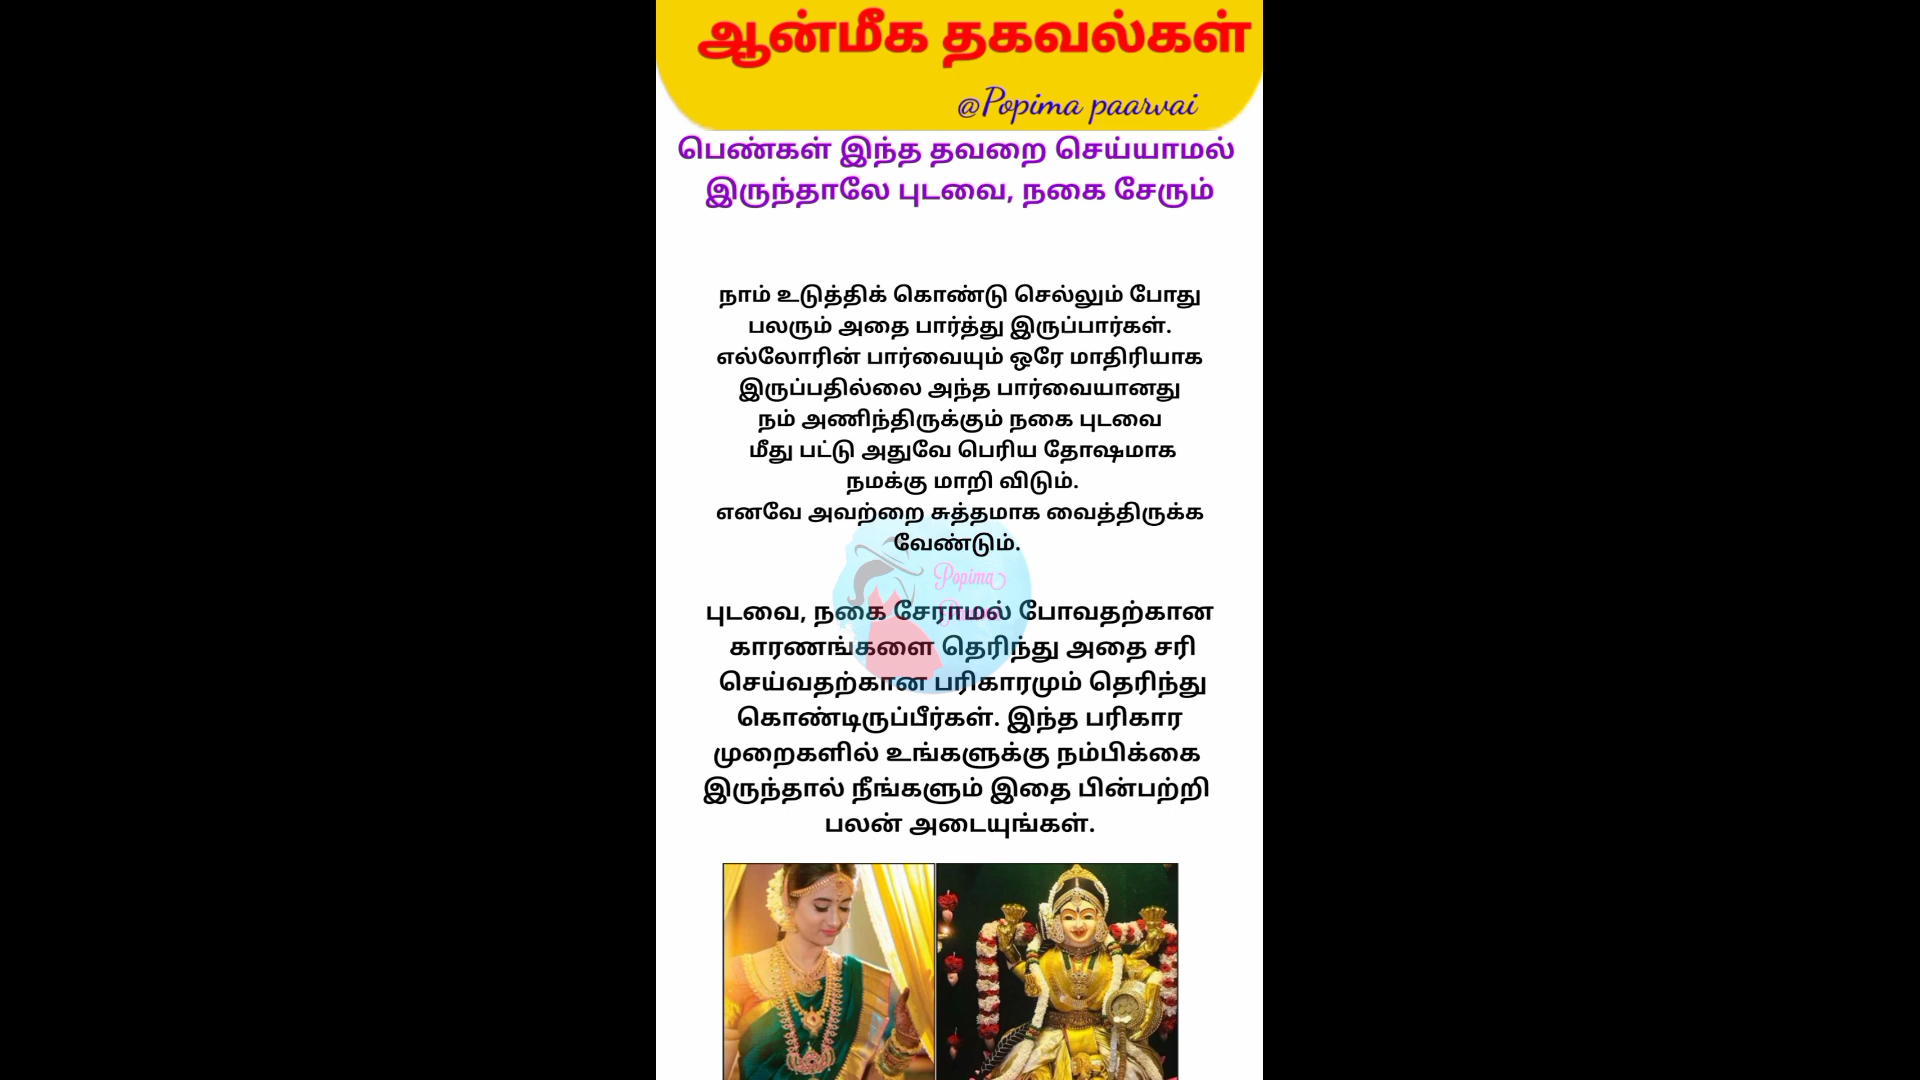 ஆன்மீக தகவல்கள்
@Popima paarvai
பெண்கள் இந்த தவறை செய்யாமல்
இருந்தாலே புடவை, நகை சேரும்
நாம் உடுத்திக் கொண்டு செல்லும் போது
பலரும் அதை பார்த்து இருப்பார்கள்.
எல்லோரின் பார்வையும் ஒரே மாதிரியாக
இருப்பதில்லை அந்த பார்வையானது
நம் அணிந்திருக்கும் நகை புடவை
மீது பட்டு அதுவே பெரிய தோஷமாக
நமக்கு மாறி விடும்.
எனவே அவற்றை சுத்தமாக வைத்திருக்க
வேண்டும்.
Popima
புடவை, நகை சேராமல் போவதற்கான
காரணங்களை தெரிந்து அதை சரி
செய்வதற்கான பரிகாரமும் தெரிந்து
கொண்டிருப்பீர்கள். இந்த பரிகார
முறைகளில் உங்களுக்கு நம்பிக்கை
இருந்தால் நீங்களும் இதை பின்பற்றி
பலன் அடையுங்கள்.